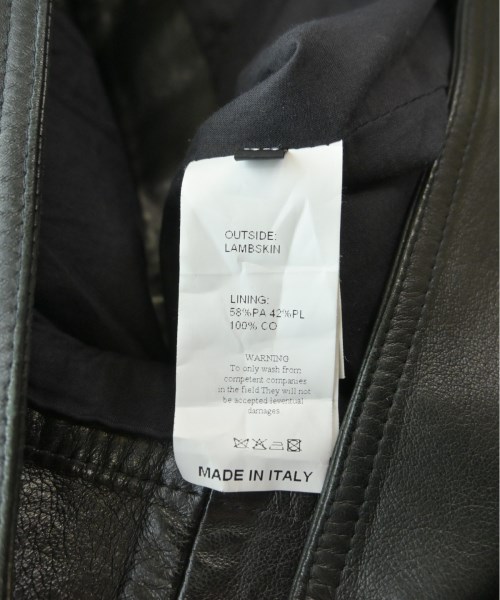 OUTSIDE:
LAMBSKIN
LINING:
58%PA 42%PL
100% CO
WARNING
To only wash from
competent companies
in the field They will not
be accepted leventual
damages
MADE IN ITALY